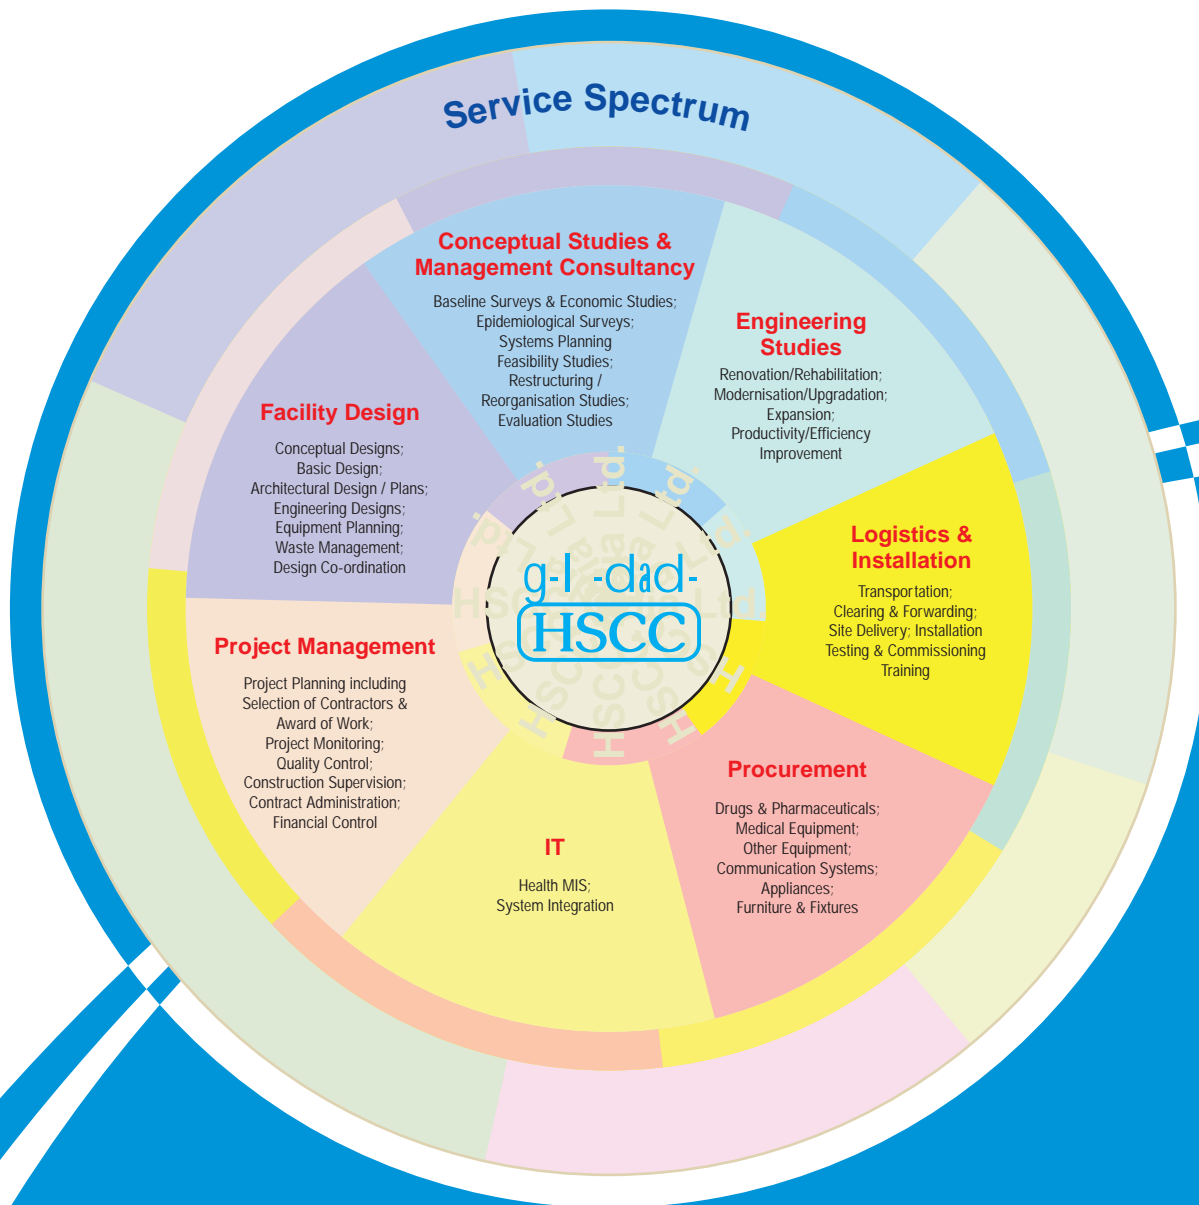 Service Spectrum
Conceptual Studies &
Management Consultancy
Baseline Surveys & Economic Studies;
Epidemiological Surveys;
Systems Planning
Feasibility Studies;
Restructuring /
Reorganisation Studies;
Evaluation Studies
Engineering
Studies
Renovation/Rehabilitation;
Modernisation/Upgradation;
Expansion;
Productivity/Efficiency
Improvement
Logistics &
Installation
Transportation;
Clearing & Forwarding;
Site Delivery; Installation
Testing & Commissioning
Training
Procurement
Drugs & Pharmaceuticals;
Medical Equipment;
Other Equipment;
Communication Systems;
Appliances;
Furniture & Fixtures
IT
Health MIS;
System Integration
Project Management
Project Planning including
Selection of Contractors &
Award of Work;
Project Monitoring;
Quality Control;
Construction Supervision;
Contract Administration;
Financial Control
Facility Design
Conceptual Designs;
Basic Design;
Architectural Design / Plans;
Engineering Designs;
Equipment Planning;
Waste Management;
Design Co-ordination
g-l -dad-
HSCC